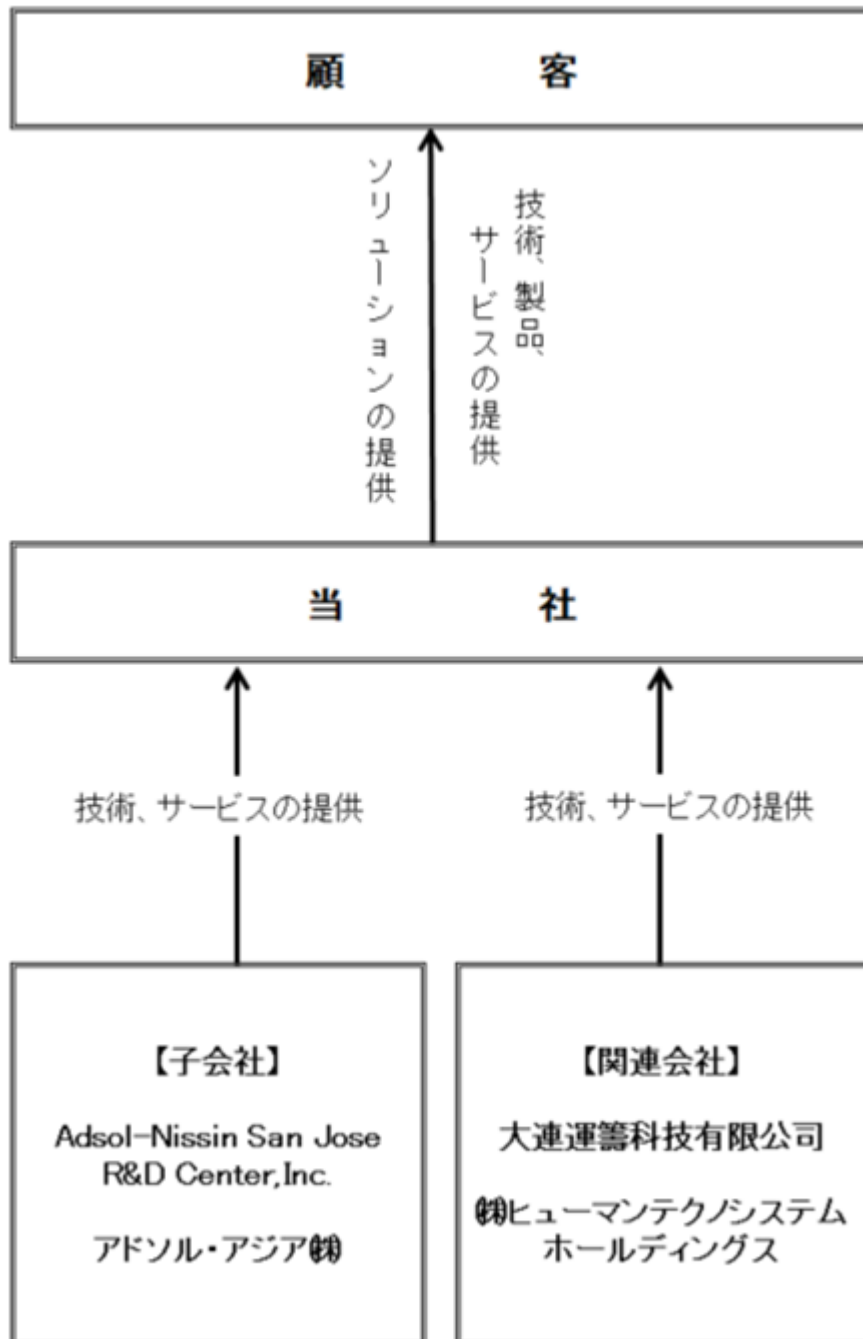 顧客
ソリューションの提供
技術、製品、
サービスの提供
当社
技術、サービスの提供
技術、サービスの提供
【子会社】
Adsol-Nissin San Jose
R&D Center,Inc.
アドソル・アジア㈱
【関連会社】
大連運籌科技有限公司
㈱ヒューマンテクノシステム
ホールディングス